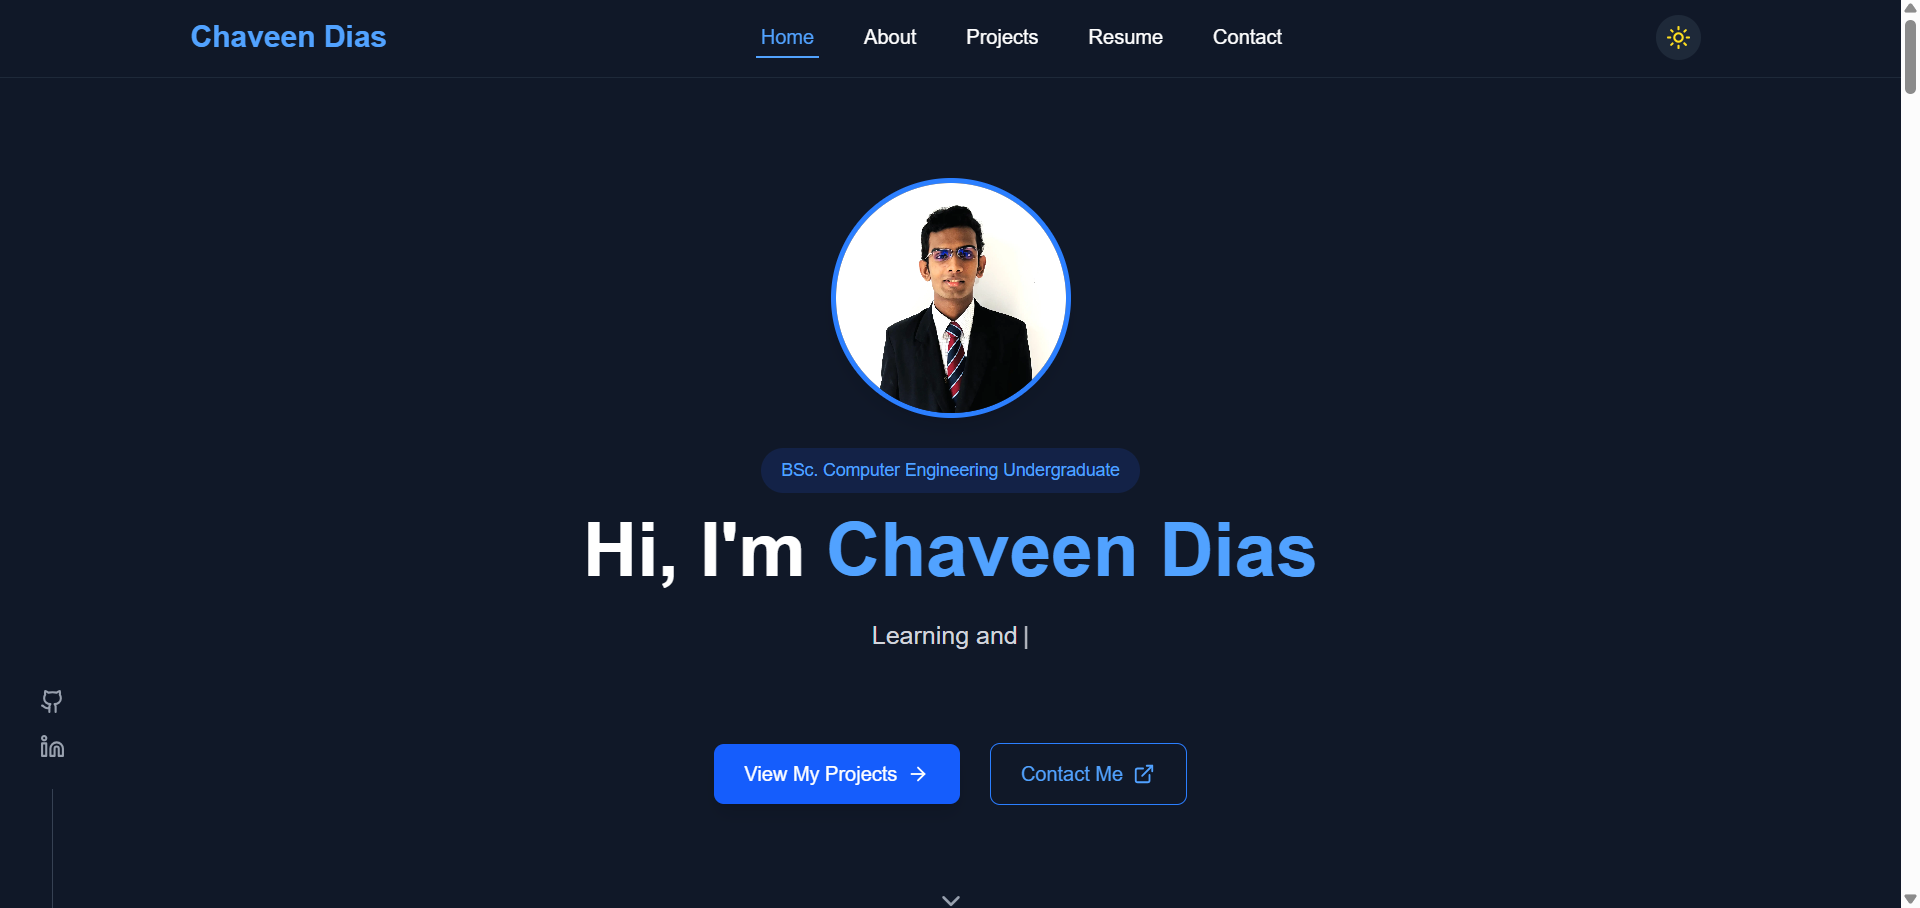 Chaveen Dias
Home
About
Projects
Resume
Contact
BSc. Computer Engineering Undergraduate
Hi, I'm Chaveen Dias
Learning and |
View My Projects
Contact Me